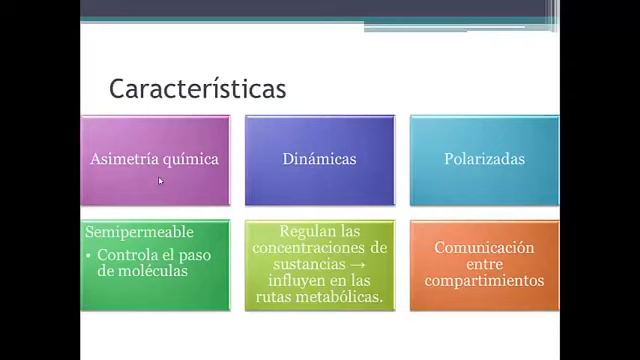 Características
Asimetría química
Dinámicas
Polarizadas
Semipermeable
• Controla el paso
de moléculas
Regulan las
concentraciones de
sustancias →
influyen en las
rutas metabólicas.
Comunicación
entre
compartimientos